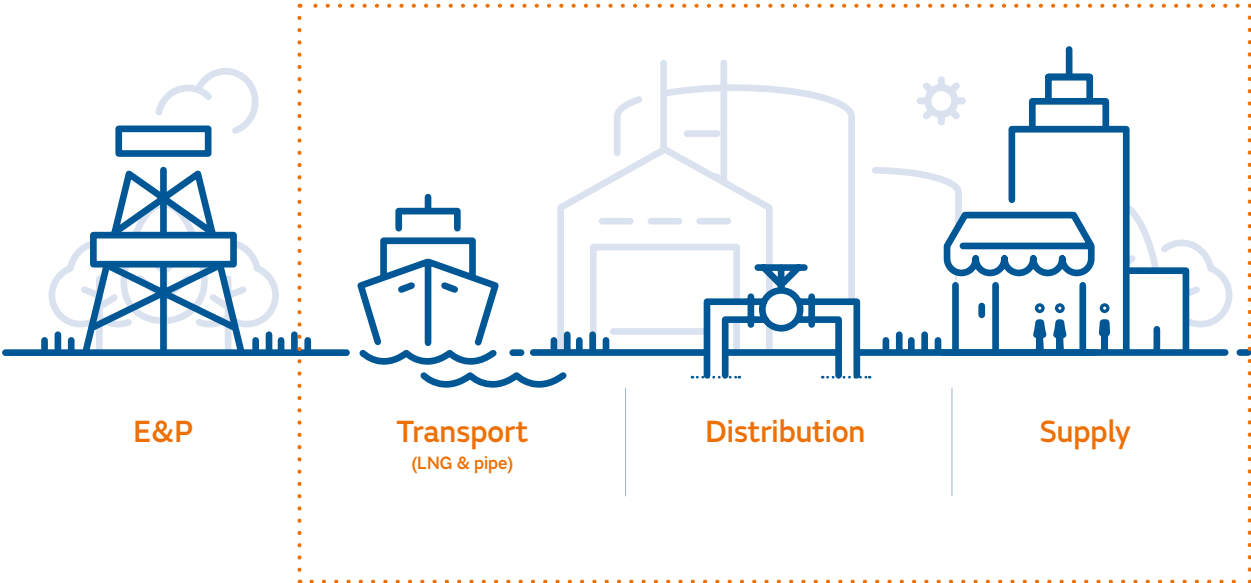 E&P
Transport
(LNG & pipe)
Distribution
Supply